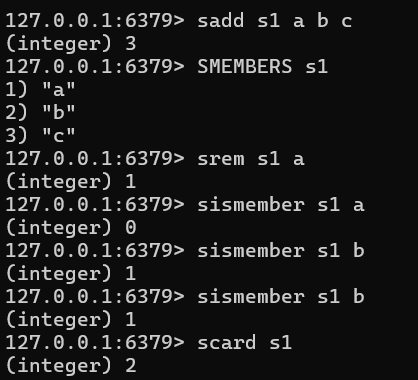 127.0.0.1:6379> sadd s1 a b c
(integer) 3
127.0.0.1:6379> SMEMBERS s1
1) "a"
2) "b"
3) "c"
127.0.0.1:6379> srem s1 a
(integer) 1
127.0.0.1:6379> sismember s1 a
(integer) 0
127.0.0.1:6379> sismember s1 b
(integer) 1
127.0.0.1:6379> sismember s1 b
(integer) 1
127.0.0.1:6379> scard s1
(integer) 2